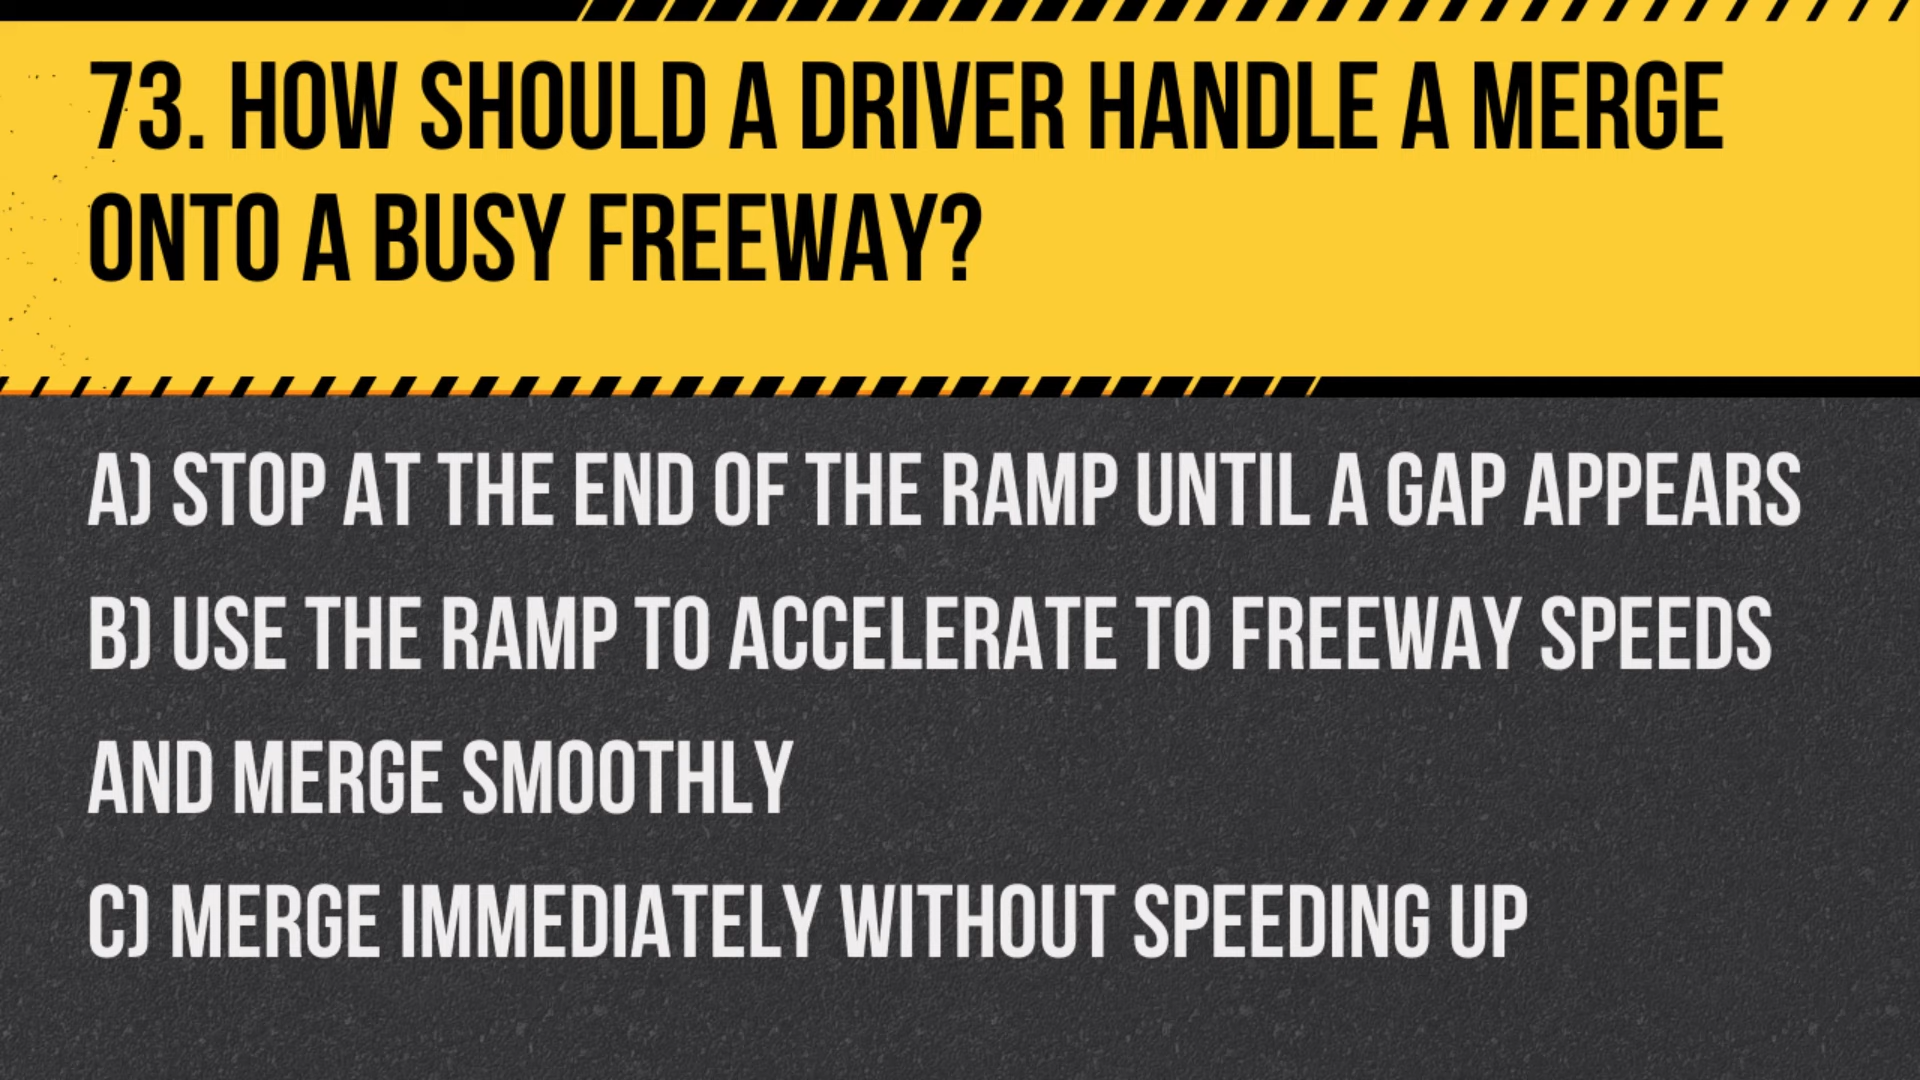 73. HOW SHOULD A DRIVER HANDLE A MERGE
ONTO A BUSY FREEWAY?
A) STOP AT THE END OF THE RAMP UNTIL A GAP APPEARS
B) USE THE RAMP TO ACCELERATE TO FREEWAY SPEEDS
AND MERGE SMOOTHLY
C) MERGE IMMEDIATELY WITHOUT SPEEDING UP